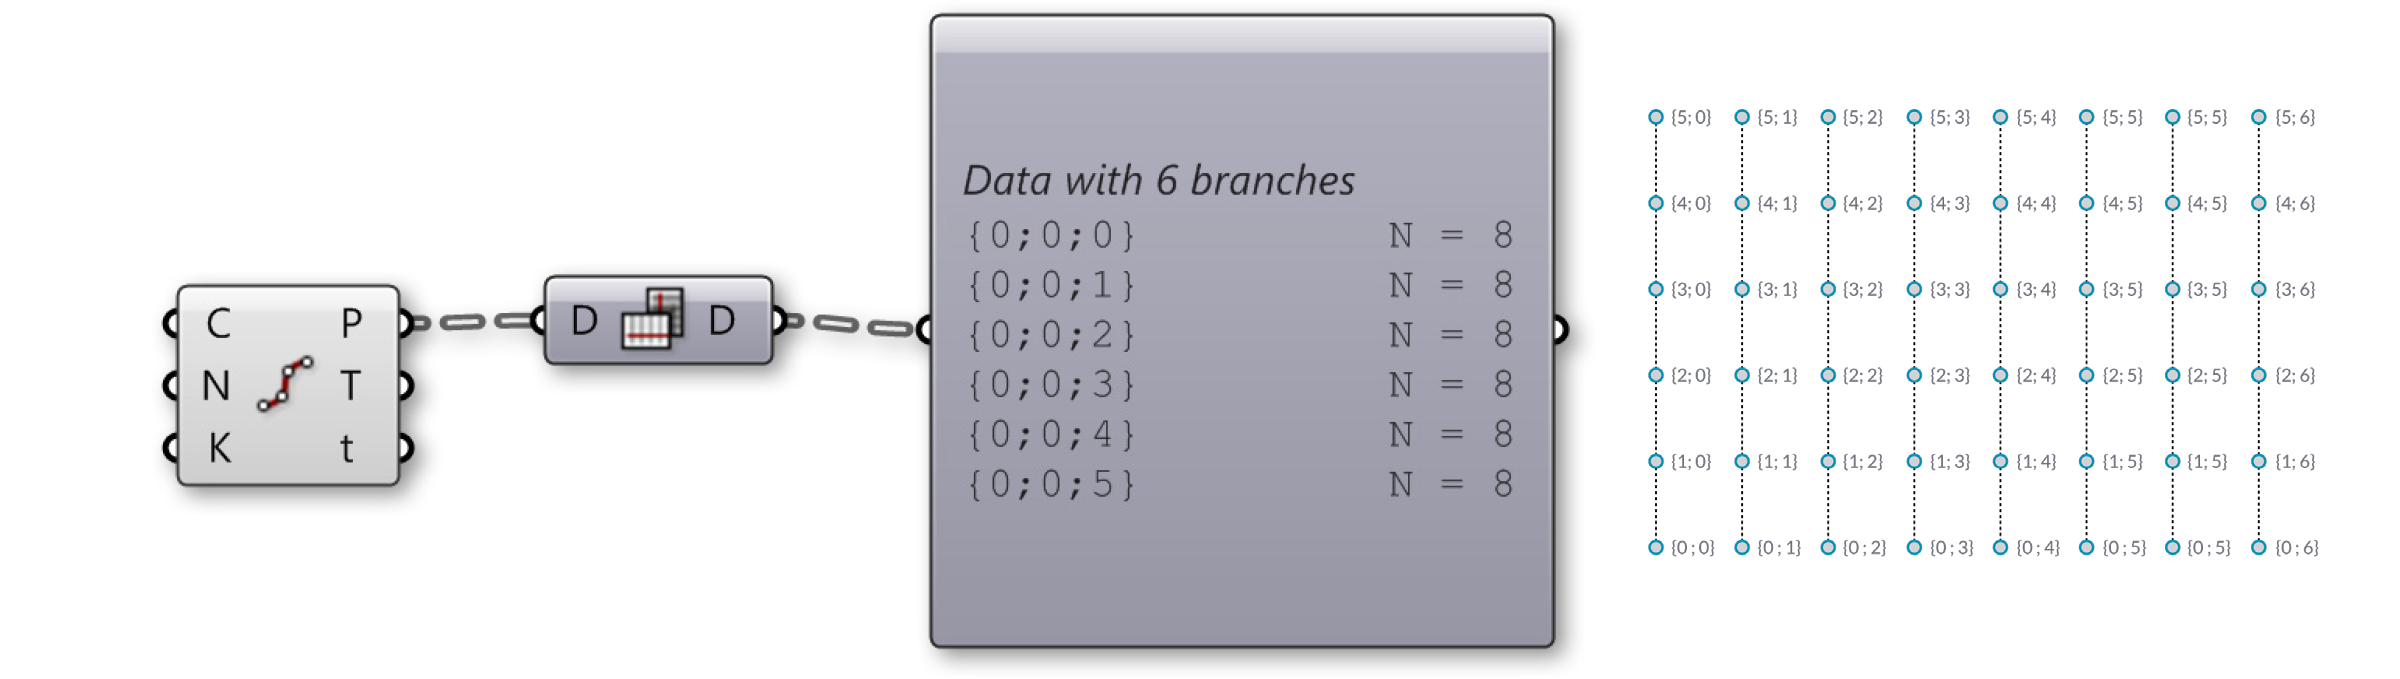 C P
N T
K t
D D
Data with 6 branches
{0;0;0} N = 8
{0;0;1} N = 8
{0;0;2} N = 8
{0;0;3} N = 8
{0;0;4} N = 8
{0;0;5} N = 8
{5; 0} {5; 1} {5; 2} {5; 3} {5; 4} {5; 5} {5; 5} {5; 6}
{4; 0} {4; 1} {4; 2} {4; 3} {4; 4} {4; 5} {4; 5} {4; 6}
{3; 0} {3; 1} {3; 2} {3; 3} {3; 4} {3; 5} {3; 5} {3; 6}
{2; 0} {2; 1} {2; 2} {2; 3} {2; 4} {2; 5} {2; 5} {2; 6}
{1; 0} {1; 1} {1; 2} {1; 3} {1; 4} {1; 5} {1; 5} {1; 6}
{0; 0} {0; 1} {0; 2} {0; 3} {0; 4} {0; 5} {0; 5} {0; 6}